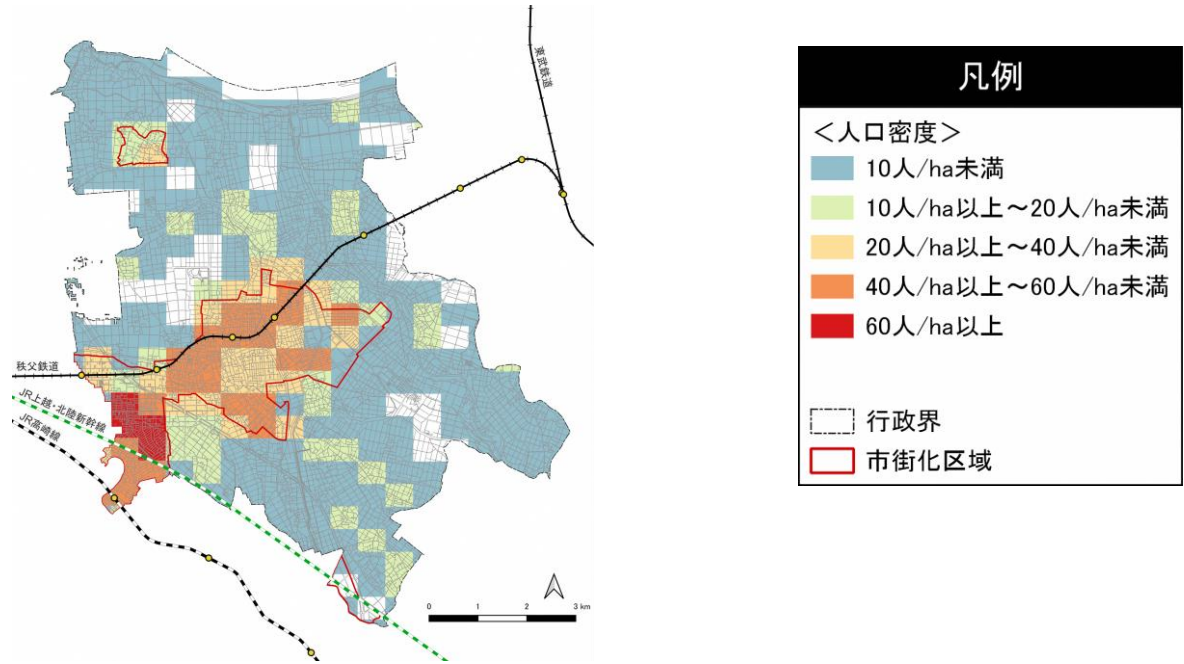 東武鉄道
秩父鉄道
JR上越・北陸新幹線
JR高崎線
0 1 2 3 km
凡例
＜人口密度＞
10人/ha未満
10人/ha以上～20人/ha未満
20人/ha以上～40人/ha未満
40人/ha以上～60人/ha未満
60人/ha以上
行政界
市街化区域